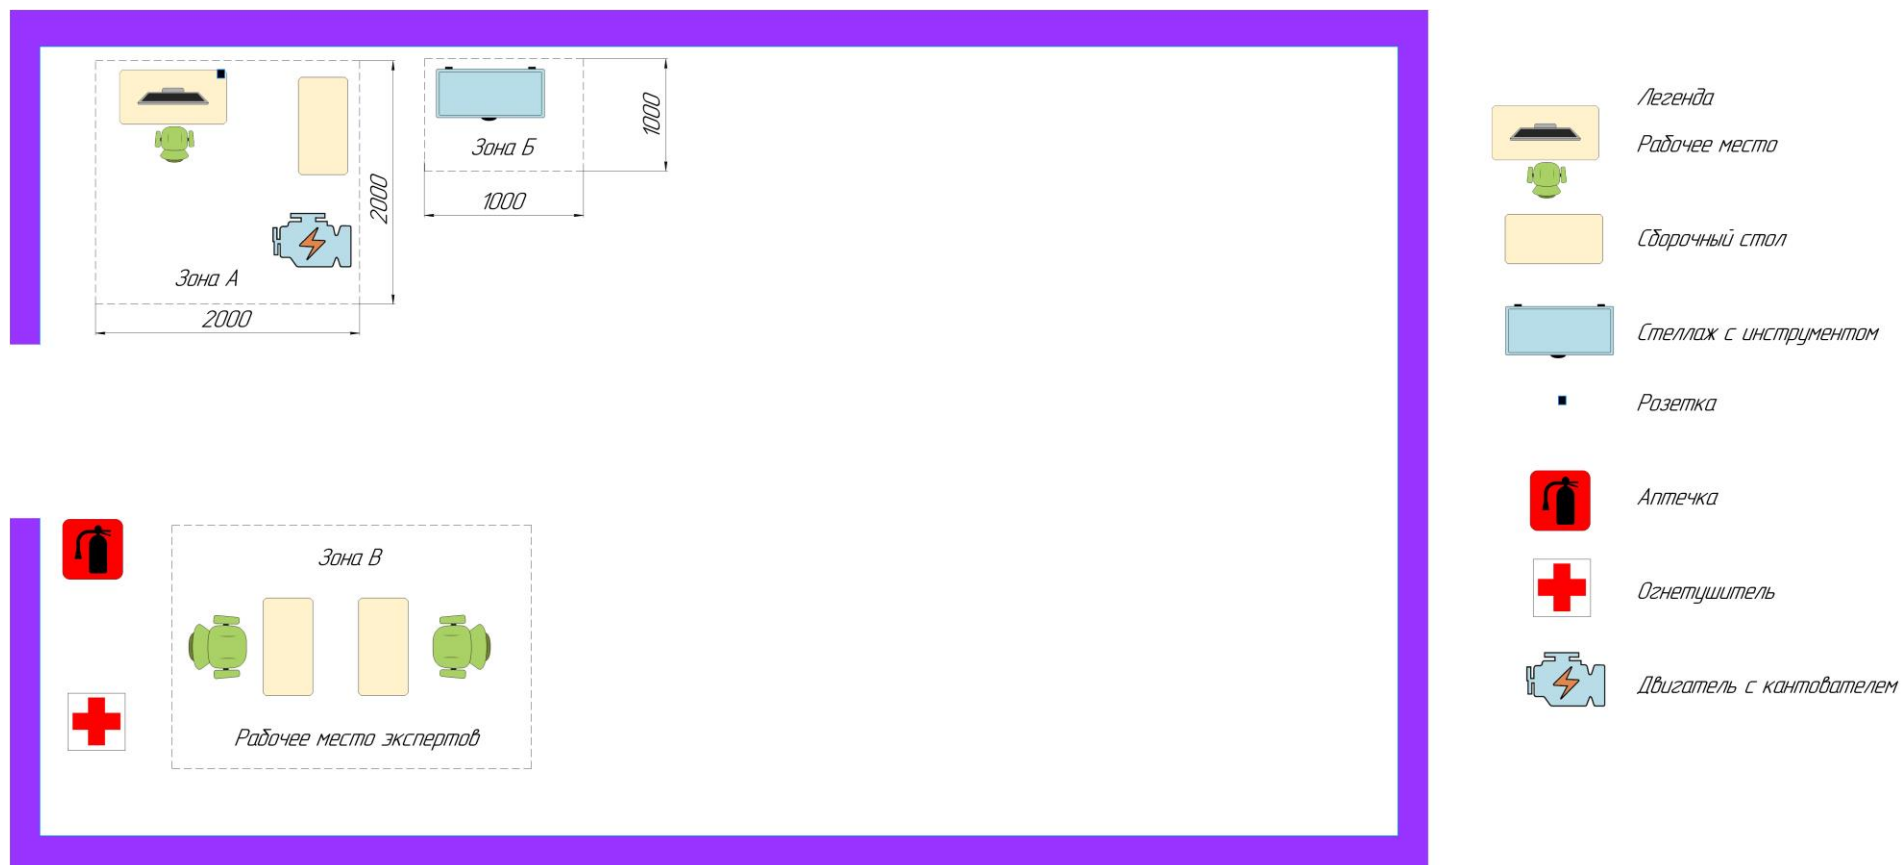 Зона А
2000
2000
Зона Б
1000
1000
Зона В
Рабочее место экспертов
Легенда
Рабочее место
Сборочный стол
Стеллаж с инструментом
Розетка
Аптечка
Огнетушитель
Двигатель с кантователем